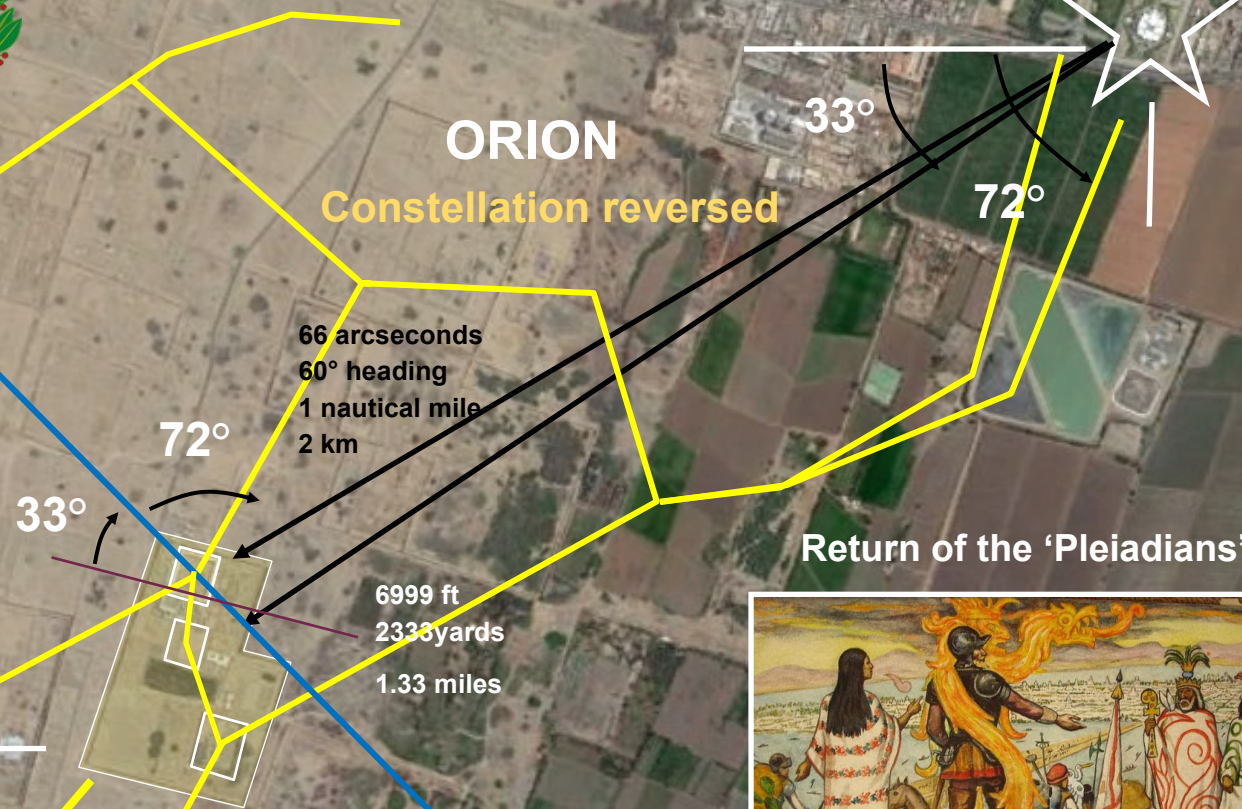 33°
ORION
72°
Constellation reversed
66 arcseconds
60° heading
1 nautical mile
2 km
72°
33°
Return of the ‘Pleiadians’
6999 ft
2333yards
1.33 miles